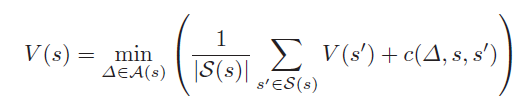 V(s) = min_{Δ∈A(s)} ( 1/|S(s)| ∑_{s'∈S(s)} V(s') + c(Δ, s, s') )